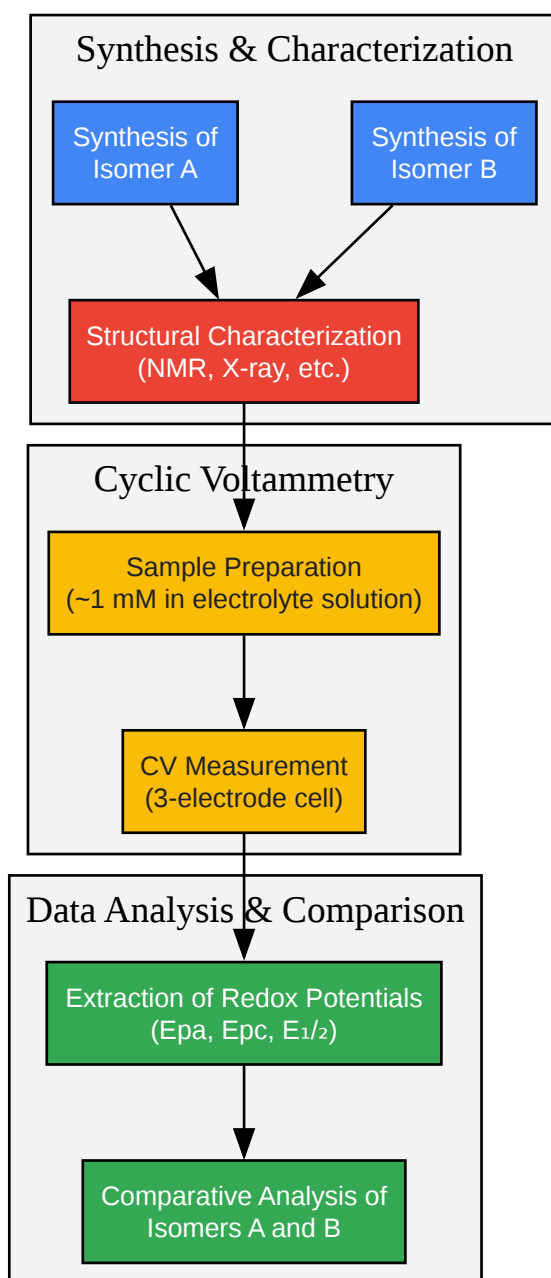 Synthesis & Characterization
Synthesis of
Isomer A
Synthesis of
Isomer B
Structural Characterization
(NMR, X-ray, etc.)
Cyclic Voltammetry
Sample Preparation
(~1 mM in electrolyte solution)
CV Measurement
(3-electrode cell)
Data Analysis & Comparison
Extraction of Redox Potentials
(Epa, Epc, E₁/₂)
Comparative Analysis of
Isomers A and B